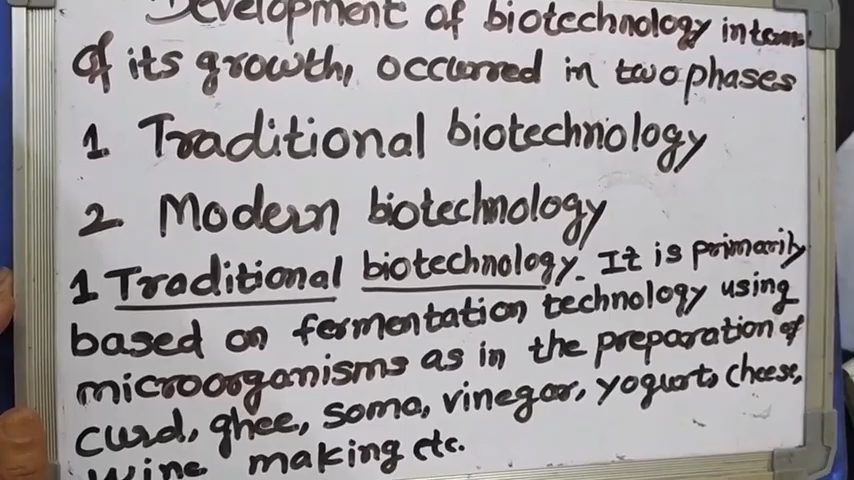 Development of biotechnology in terms
of its growth, occurred in two phases
1 Traditional biotechnology
2 Modern biotechnology
1 Traditional biotechnology. It is primarily
based on fermentation technology using
microorganisms as in the preparation of
curd, ghee, soma, vinegar, yogurts cheese,
wine making etc.